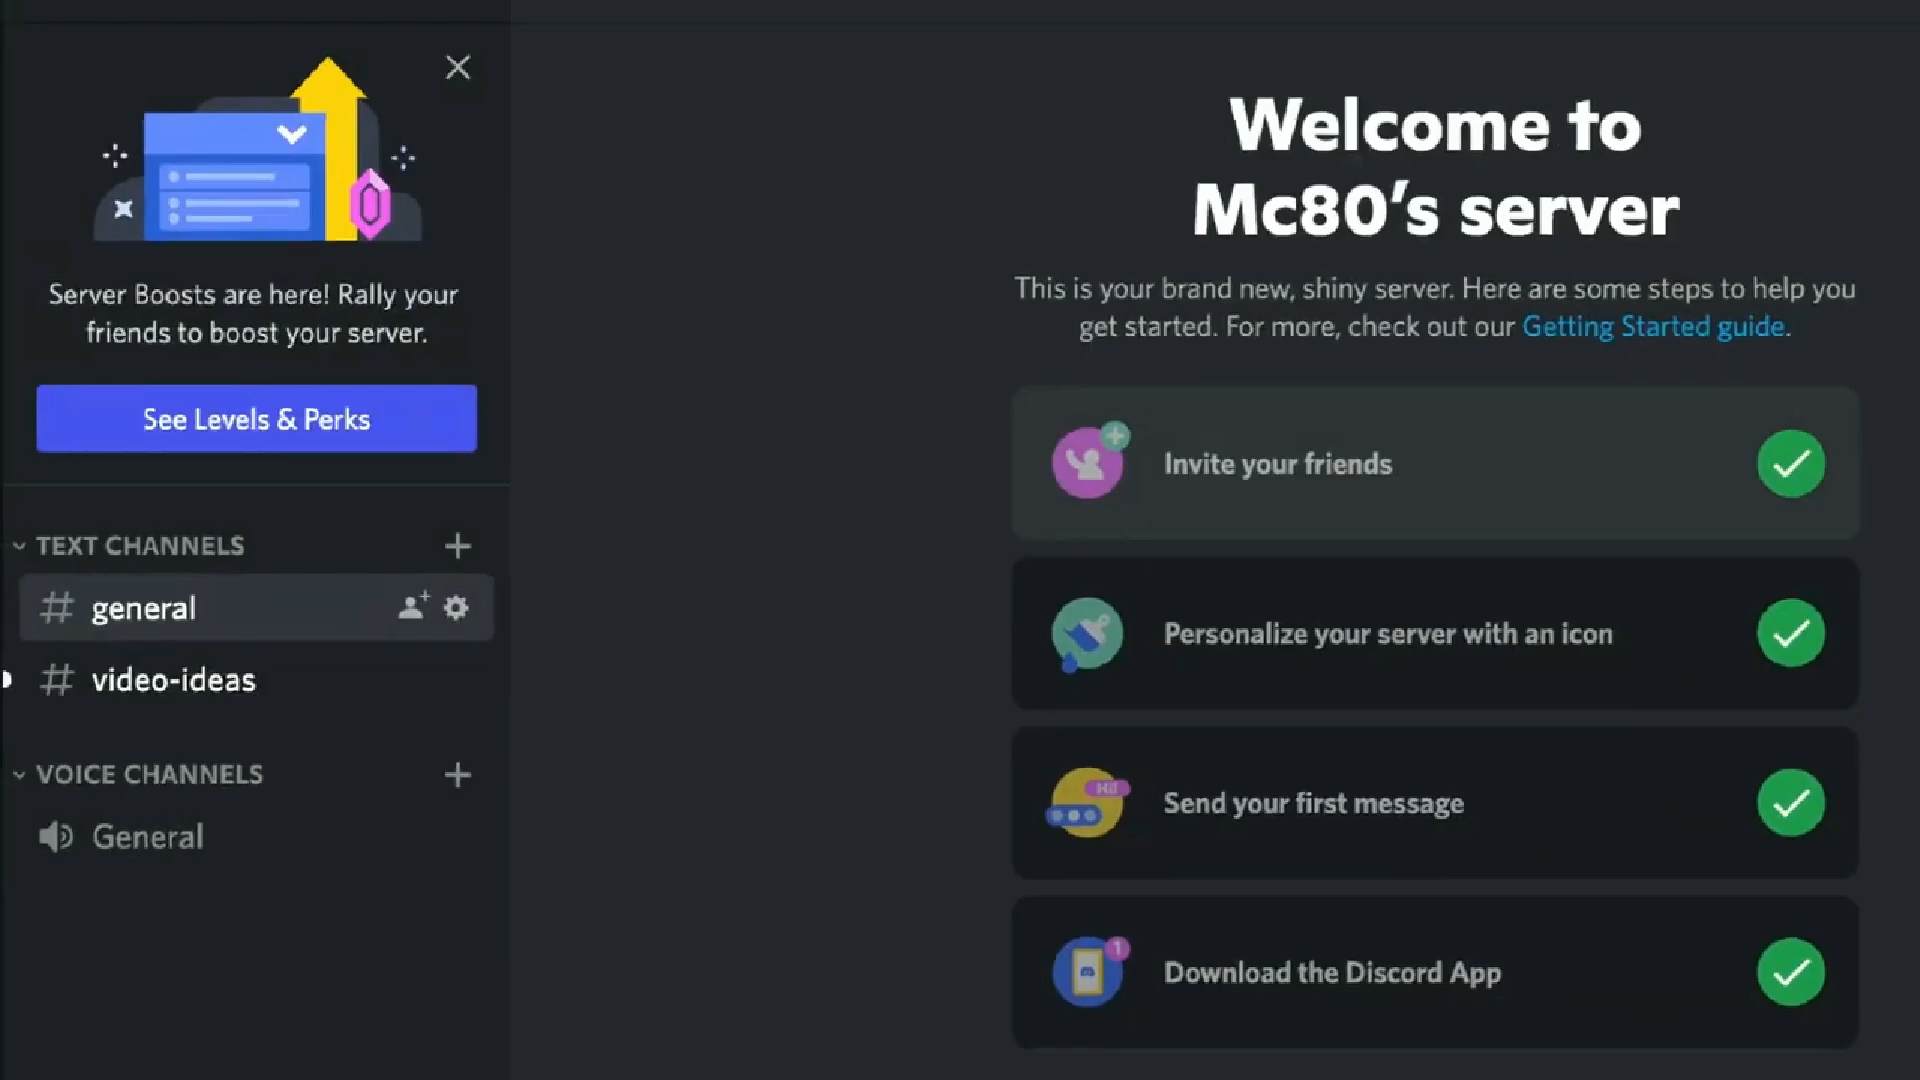 Server Boosts are here! Rally your
friends to boost your server.
See Levels & Perks
TEXT CHANNELS
general
video-ideas
VOICE CHANNELS
General
Welcome to
Mc80's server
This is your brand new, shiny server. Here are some steps to help you
get started. For more, check out our Getting Started guide.
Invite your friends
Personalize your server with an icon
Hi!
Send your first message
1
Download the Discord App